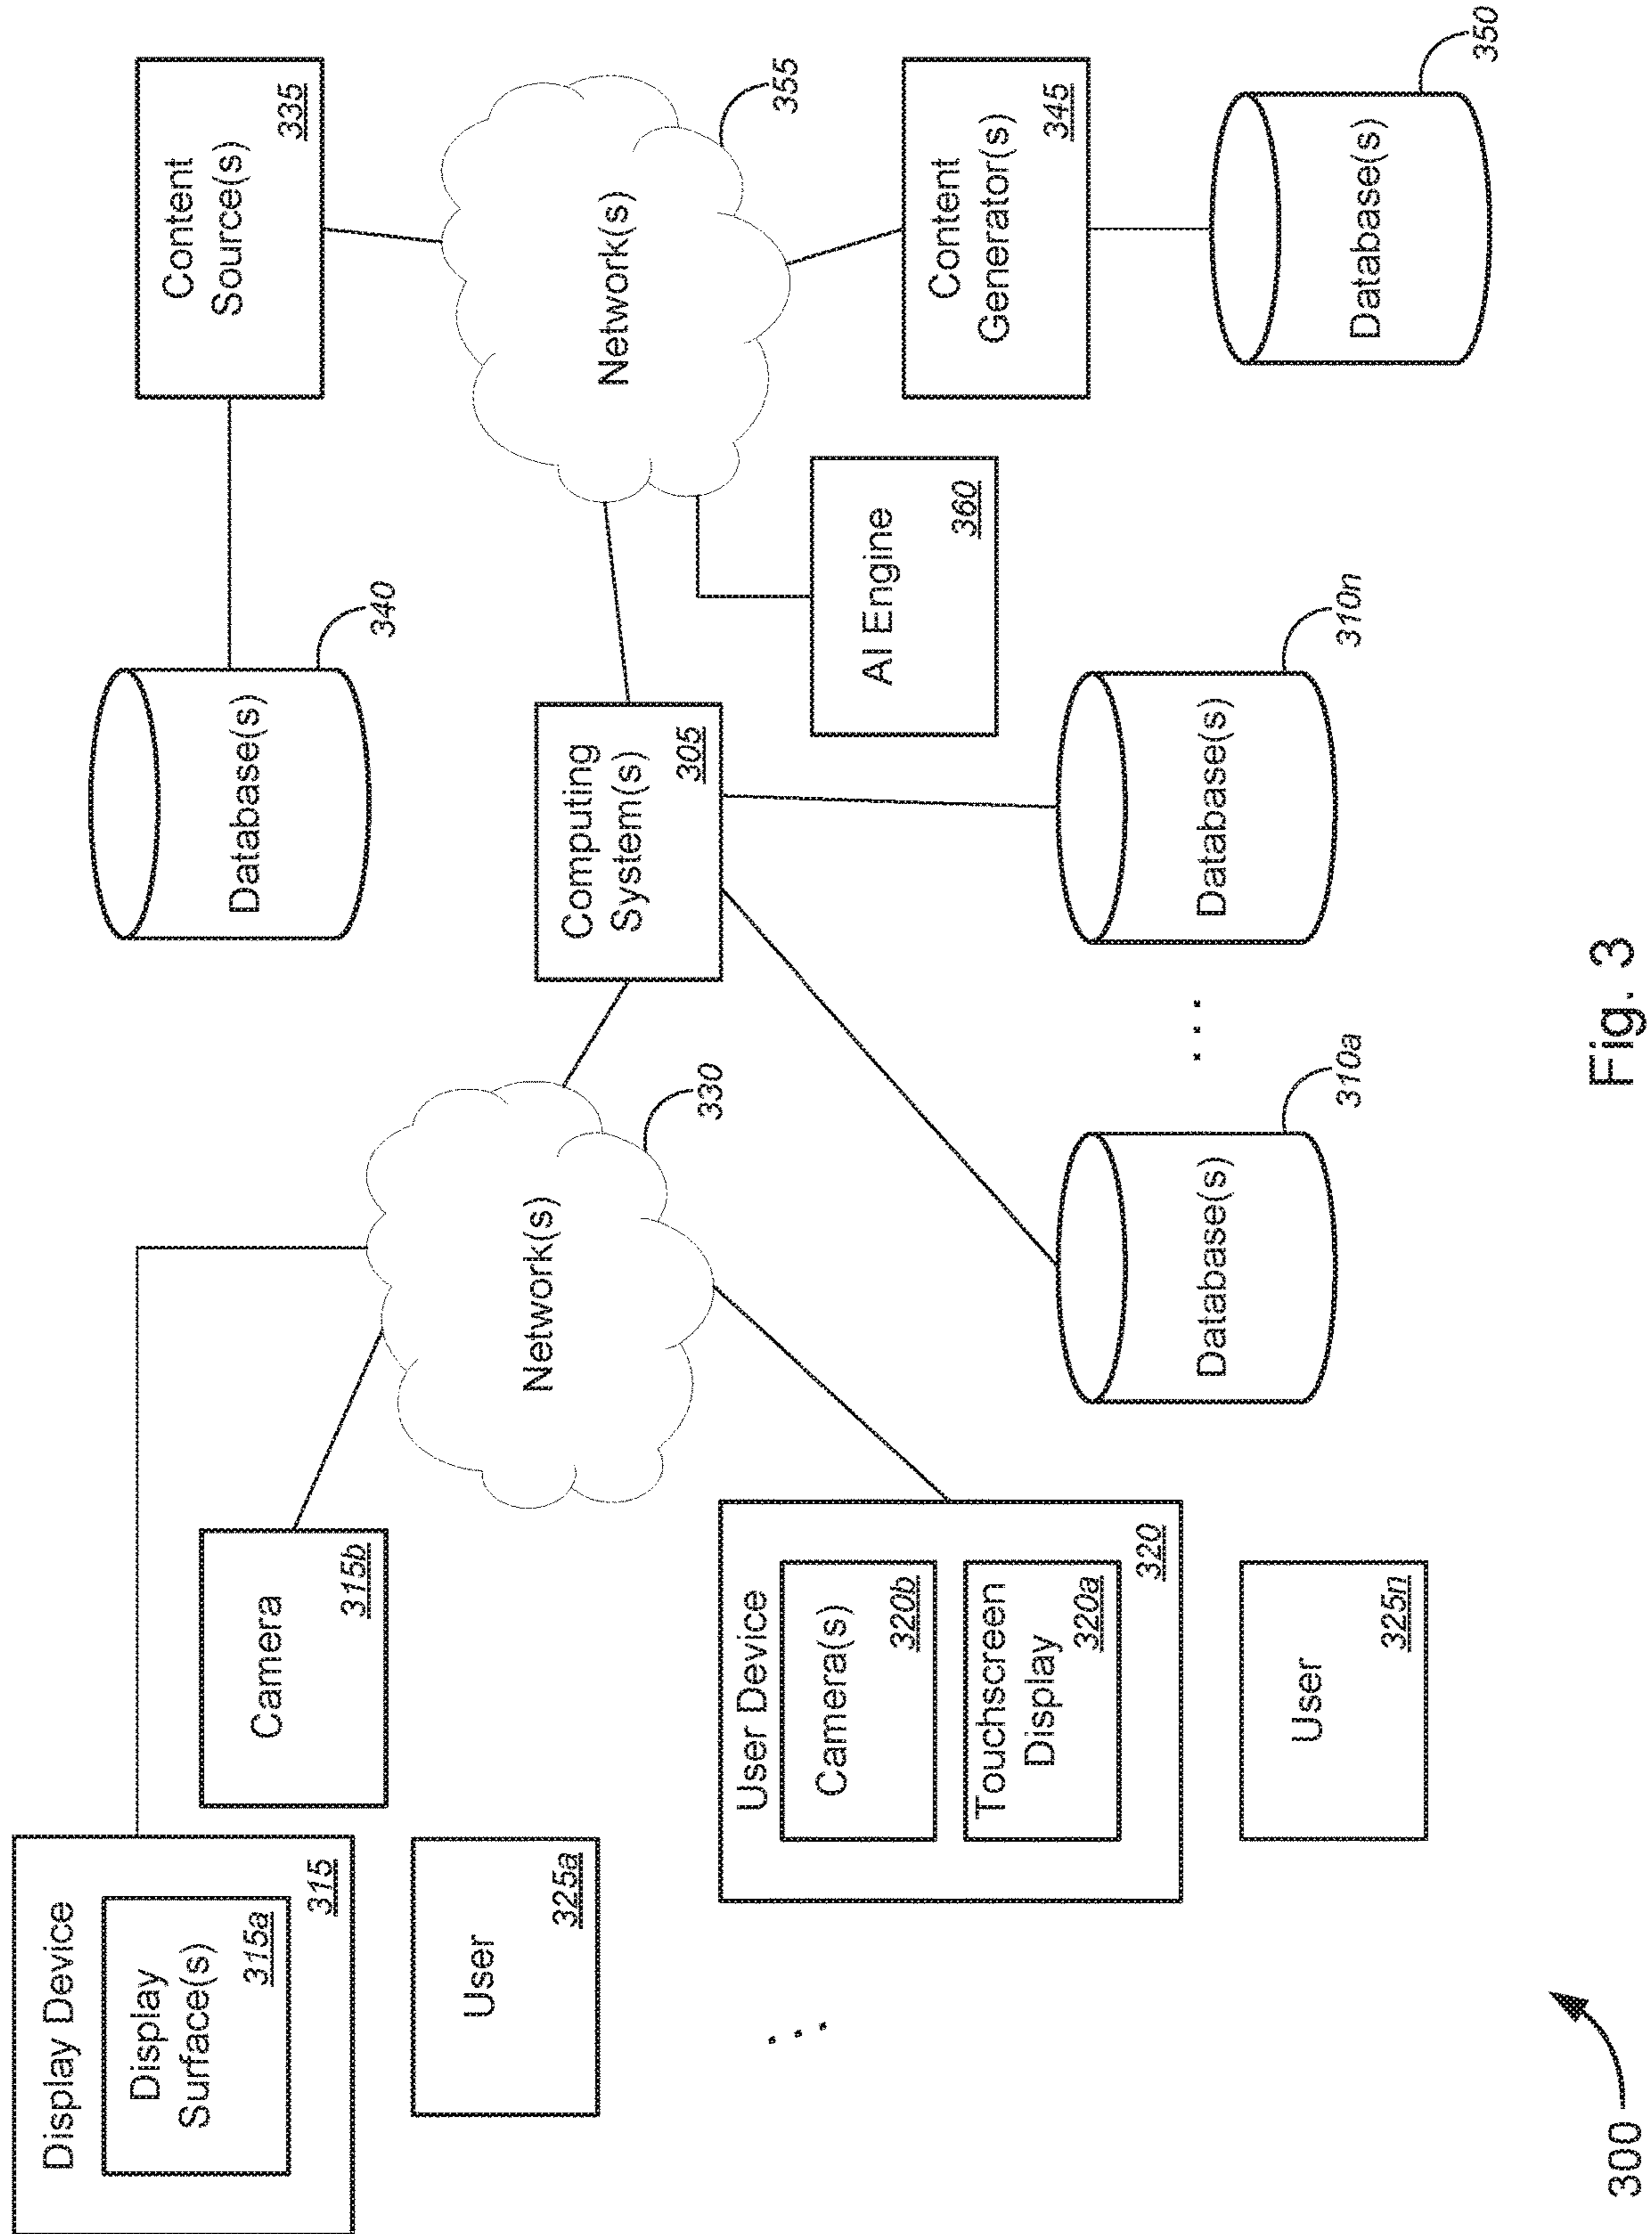 Display Device
Display
Surface(s)
315a
315
Camera
315b
User
325a
. . .
User Device
Camera(s)
320b
Touchscreen
Display
320a
320
User
325n
Network(s)
330
Computing
System(s)
305
Database(s)
310a
. . .
Database(s)
310n
Database(s)
340
Content
Source(s)
335
Network(s)
355
AI Engine
360
Content
Generator(s)
345
Database(s)
350
300
Fig. 3